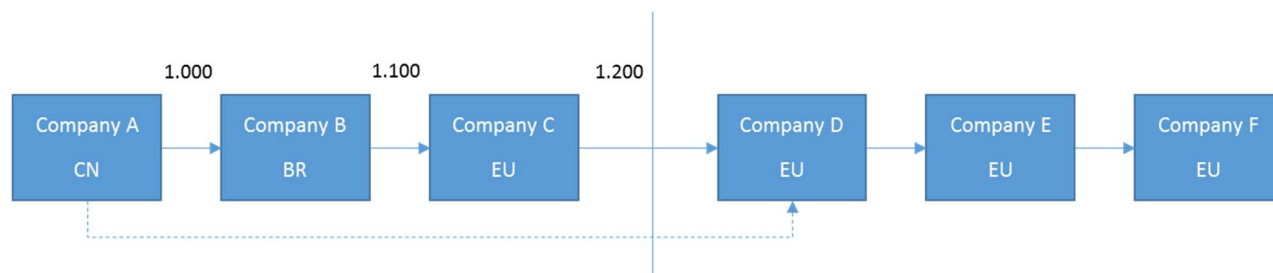 1.000
1.100
1.200
Company A
CN
Company B
BR
Company C
EU
Company D
EU
Company E
EU
Company F
EU